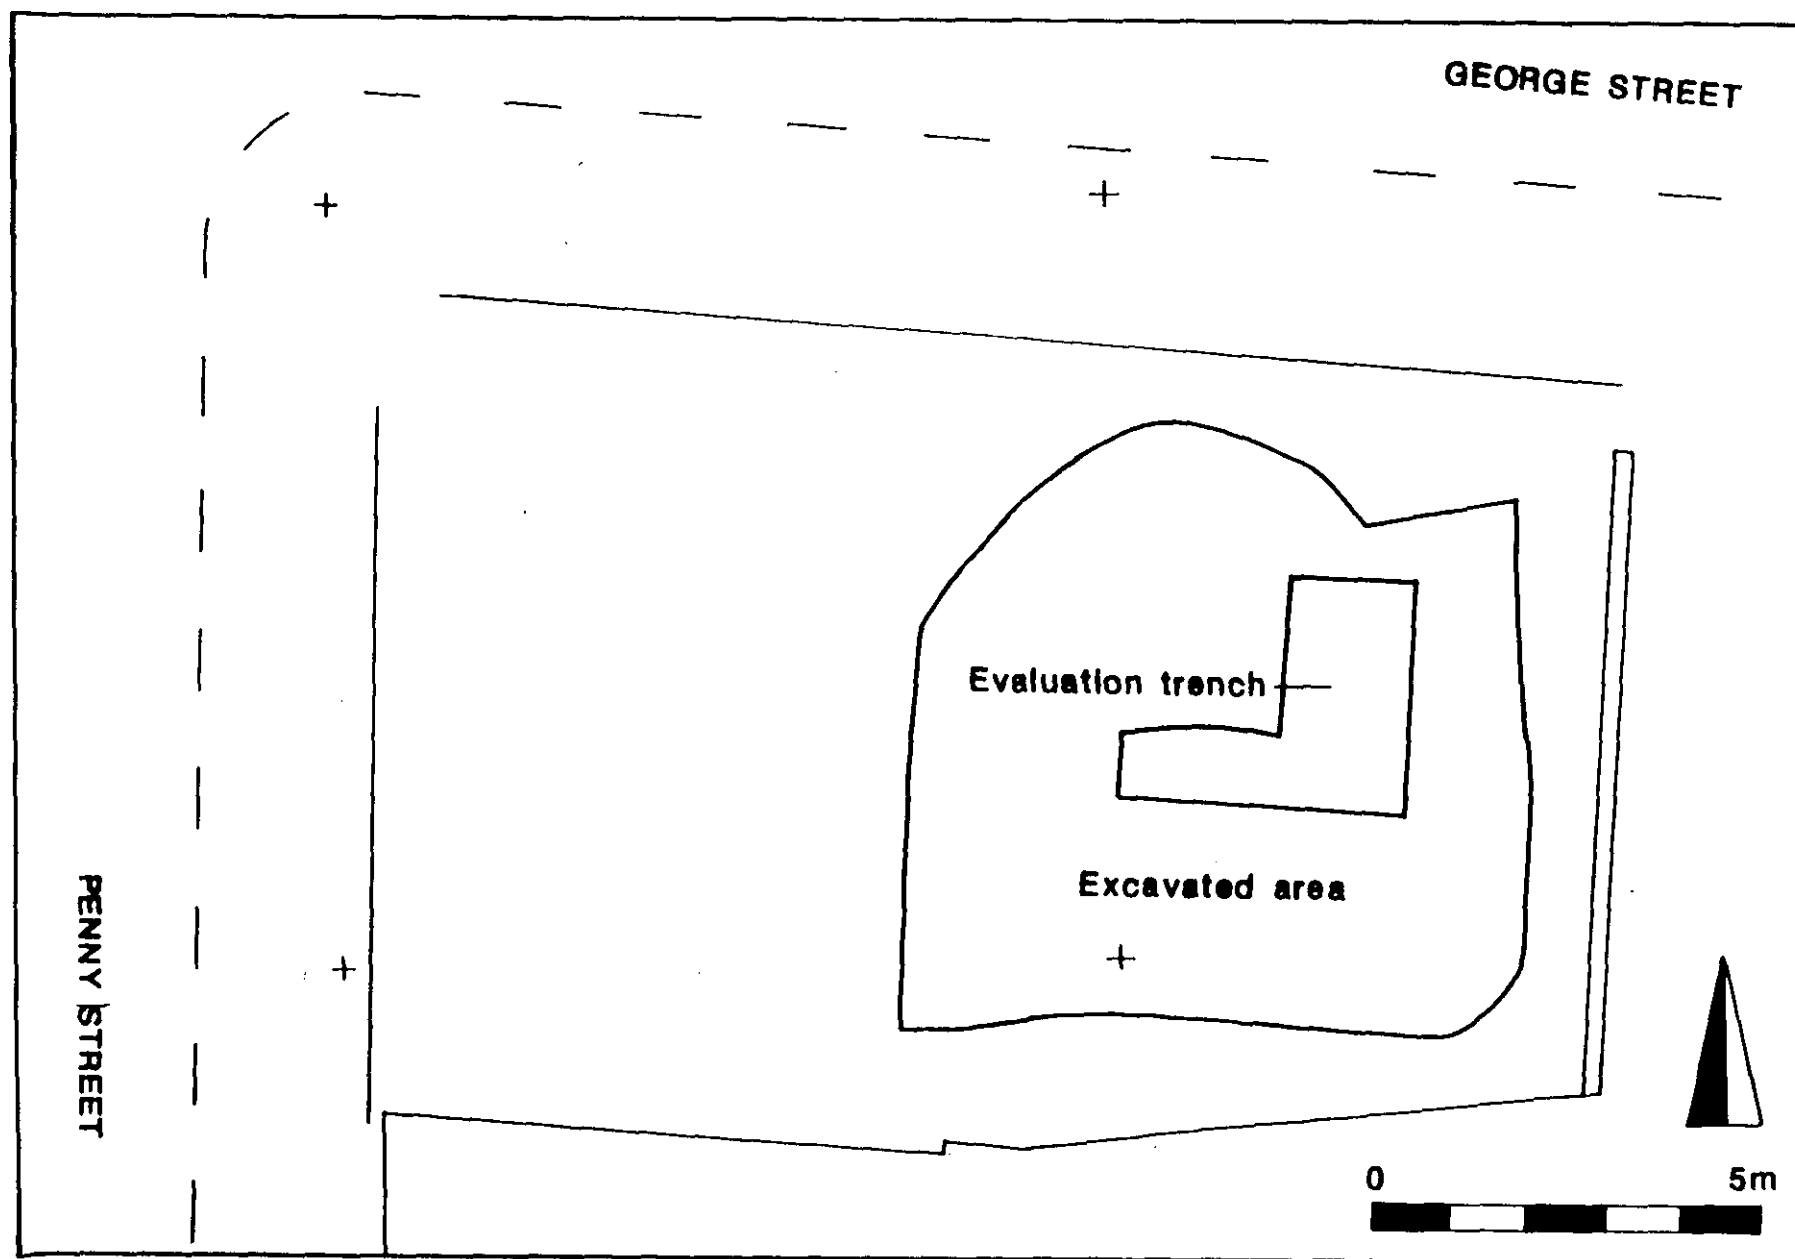 GEORGE STREET
Evaluation trench
Excavated area
PENNY STREET
0 5m